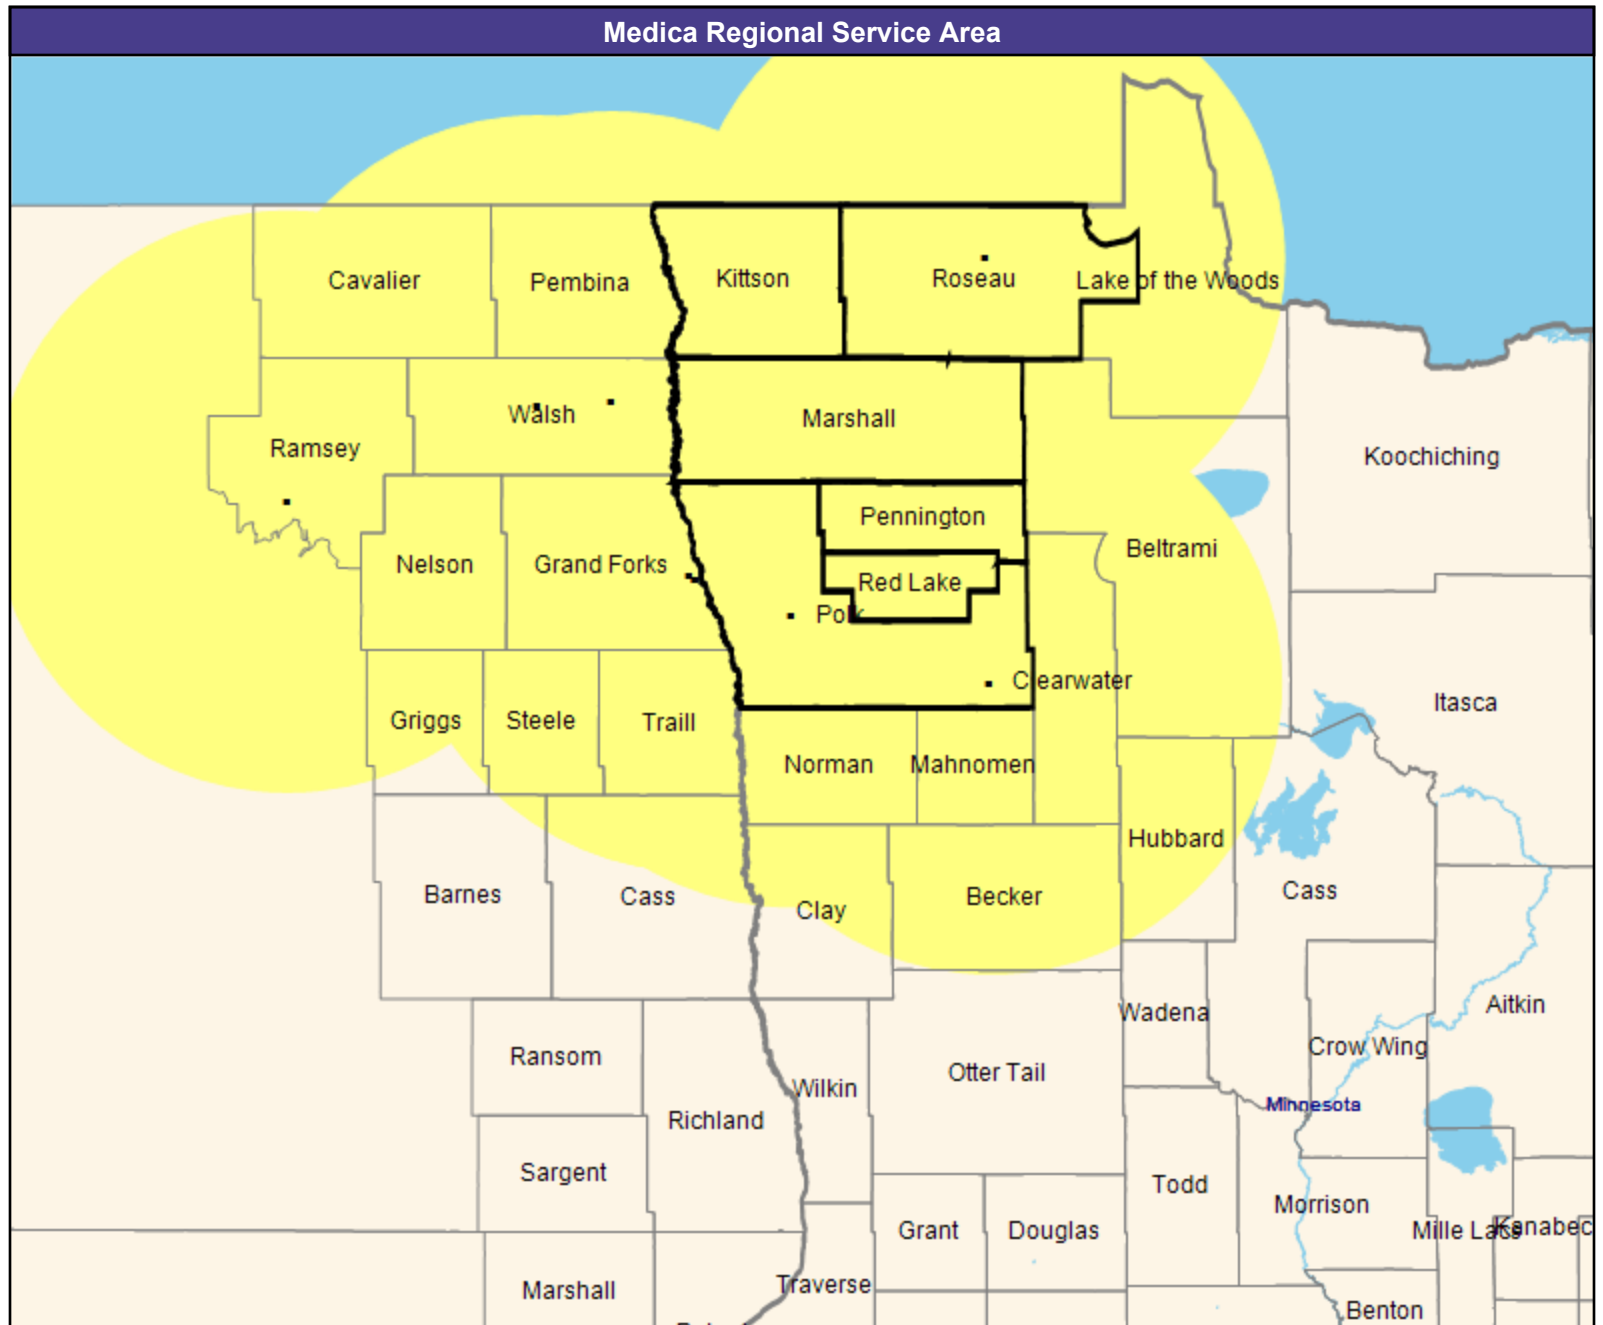 Medica Regional Service Area
Cavalier
Pembina
Kittson
Roseau
Lake of the Woods
Walsh
Marshall
Ramsey
Koochiching
Pennington
Nelson
Grand Forks
Red Lake
Beltrami
Polk
Clearwater
Griggs
Steele
Traill
Itasca
Norman
Mahnomen
Hubbard
Barnes
Cass
Clay
Becker
Cass
Ransom
Wilkin
Otter Tail
Wadena
Crow Wing
Aitkin
Richland
Minnesota
Sargent
Todd
Morrison
Grant
Douglas
Mille Lacs
Kanabec
Marshall
Traverse
Benton